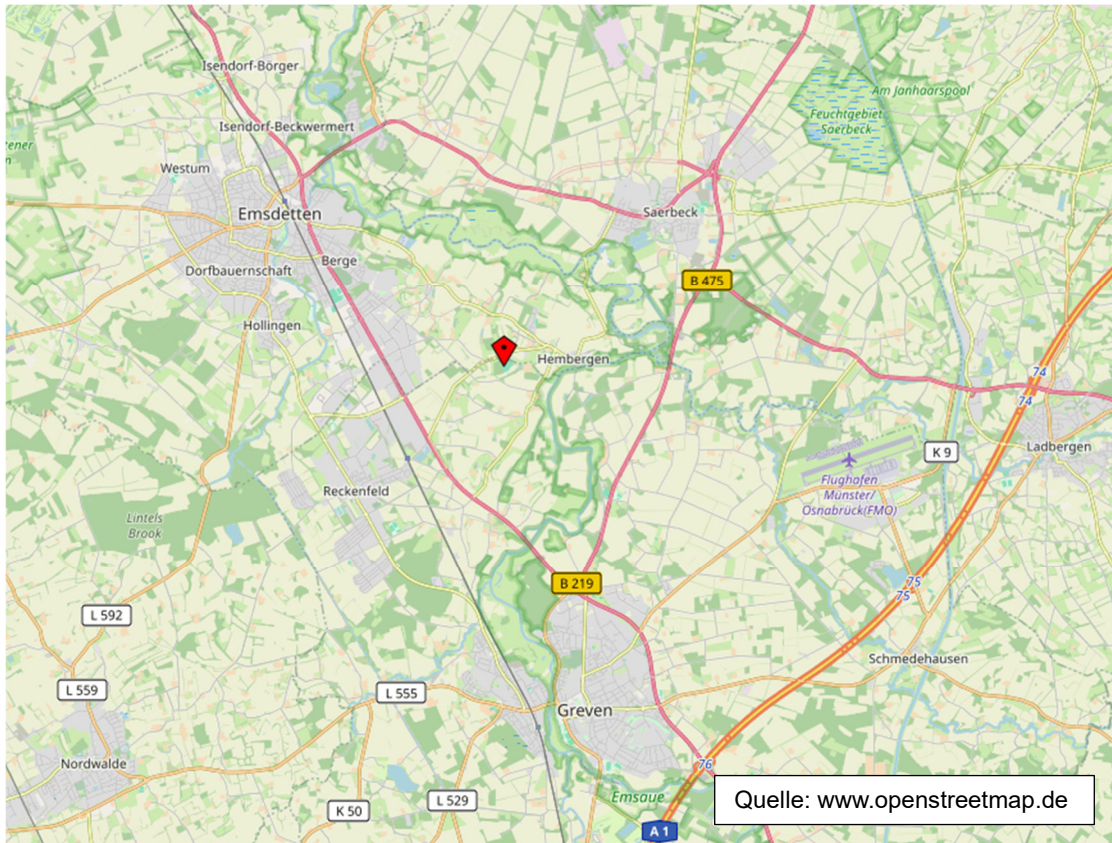 Isendorf-Börger
Am Janhaarspool
Feuchtgebiet
Saerbeck
Isendorf-Beckwermert
tener
n
Westum
Emsdetten
Saerbeck
Berge
Dorfbauernschaft
B 475
Hollingen
Hembergen
74
74
Ladbergen
K 9
Flughafen
Münster/
Osnabrück(FMO)
Reckenfeld
Lintels
Brook
B 219
75
75
L 592
Schmedehausen
L 559
L 555
Greven
Nordwalde
76
Emsaue
L 529
K 50
Quelle: www.openstreetmap.de
A 1